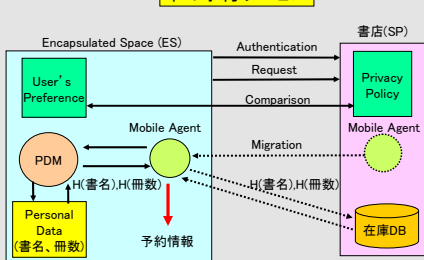 書店(SP)
Encapsulated Space (ES)
Authentication
Request
User's
Preference
Privacy
Policy
Comparison
Mobile Agent
Mobile Agent
Migration
PDM
H(書名),H(冊数)
H(書名),H(冊数)
Personal
Data
(書名、冊数)
予約情報
在庫DB